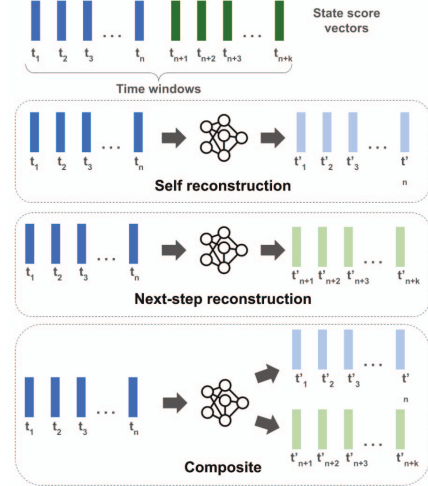 State score
vectors
t1 t2 t3 ... tn tn+1 tn+2 tn+3 ... tn+k
Time windows
t1 t2 t3 ... tn t'1 t'2 t'3 ... t'n
Self reconstruction
t1 t2 t3 ... tn t'n+1 t'n+2 t'n+3 ... t'n+k
Next-step reconstruction
t'1 t'2 t'3 ... t'n
t1 t2 t3 ... tn
t'n+1 t'n+2 t'n+3 ... t'n+k
Composite